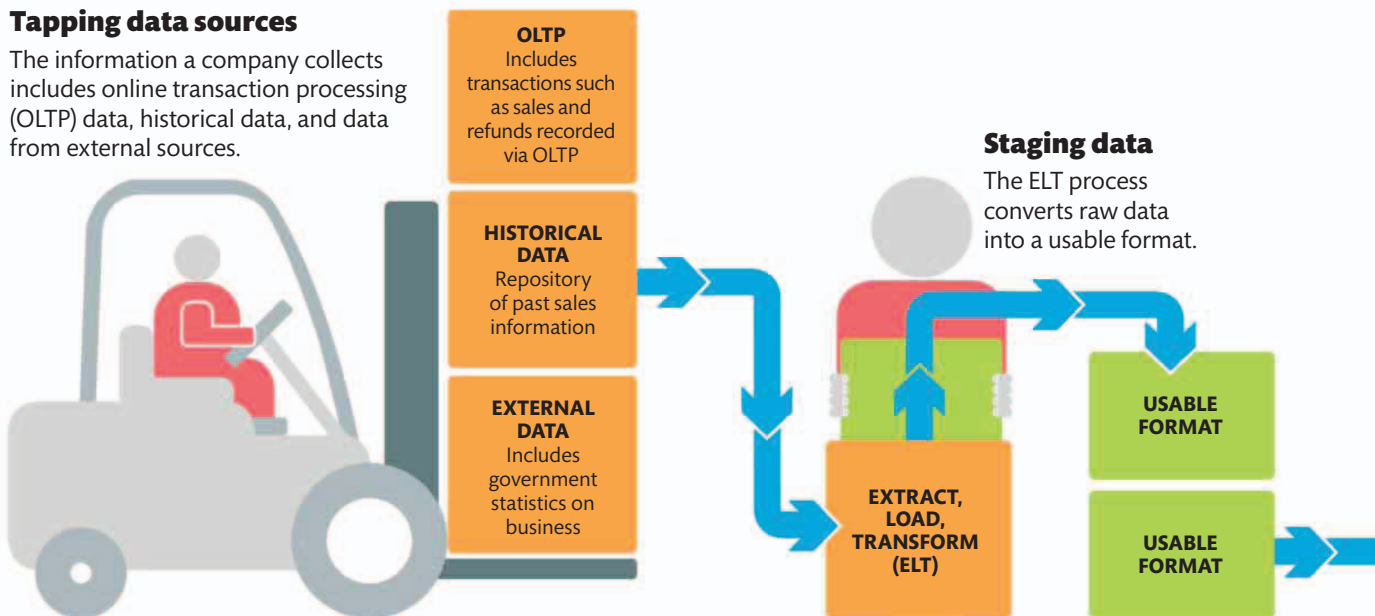 Tapping data sources
The information a company collects
includes online transaction processing
(OLTP) data, historical data, and data
from external sources.
OLTP
Includes
transactions such
as sales and
refunds recorded
via OLTP
HISTORICAL
DATA
Repository
of past sales
information
EXTERNAL
DATA
Includes
government
statistics on
business
Staging data
The ELT process
converts raw data
into a usable format.
EXTRACT,
LOAD,
TRANSFORM
(ELT)
USABLE
FORMAT
USABLE
FORMAT